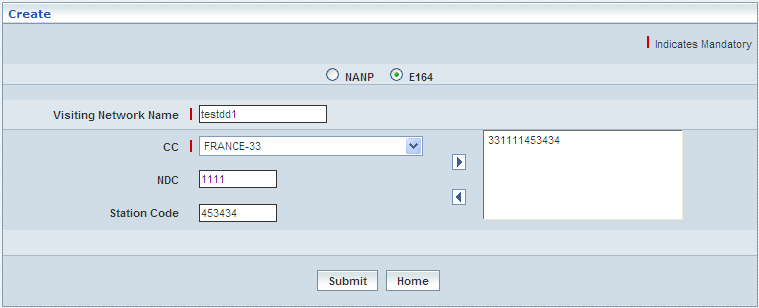 Create
Indicates Mandatory
NANP E164
Visiting Network Name testdd1
CC FRANCE-33
331111453434
NDC 1111
Station Code 453434
Submit Home